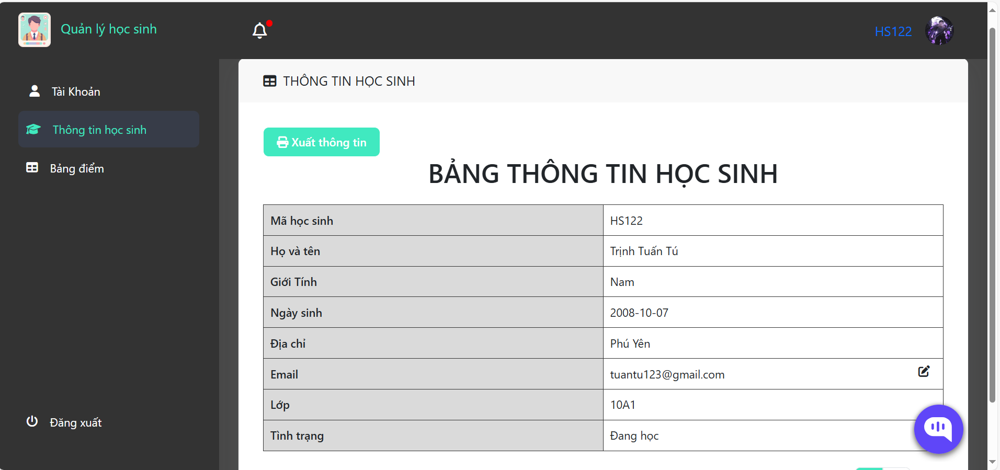 Quản lý học sinh
HS122
Tài Khoản
Thông tin học sinh
Bảng điểm
Đăng xuất
THÔNG TIN HỌC SINH
Xuất thông tin
BẢNG THÔNG TIN HỌC SINH
Mã học sinh HS122
Họ và tên Trịnh Tuấn Tú
Giới Tính Nam
Ngày sinh 2008-10-07
Địa chỉ Phú Yên
Email tuantu123@gmail.com
Lớp 10A1
Tình trạng Đang học